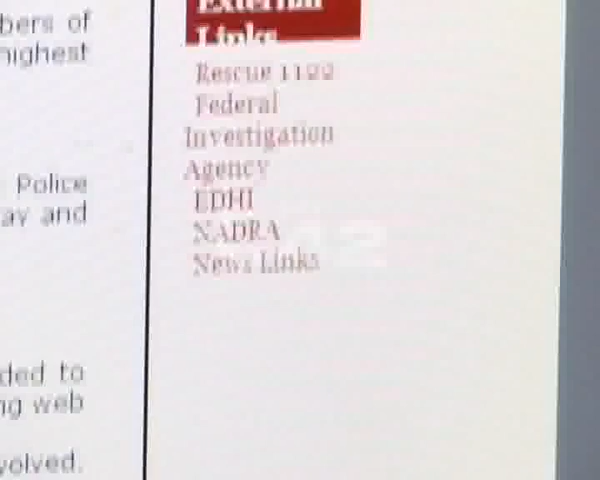 bers of
highest
Police
ay and
ded to
ng web
volved.
External
Links
Rescue 1122
Federal
Investigation
Agency
EDHI
NADRA
News Links